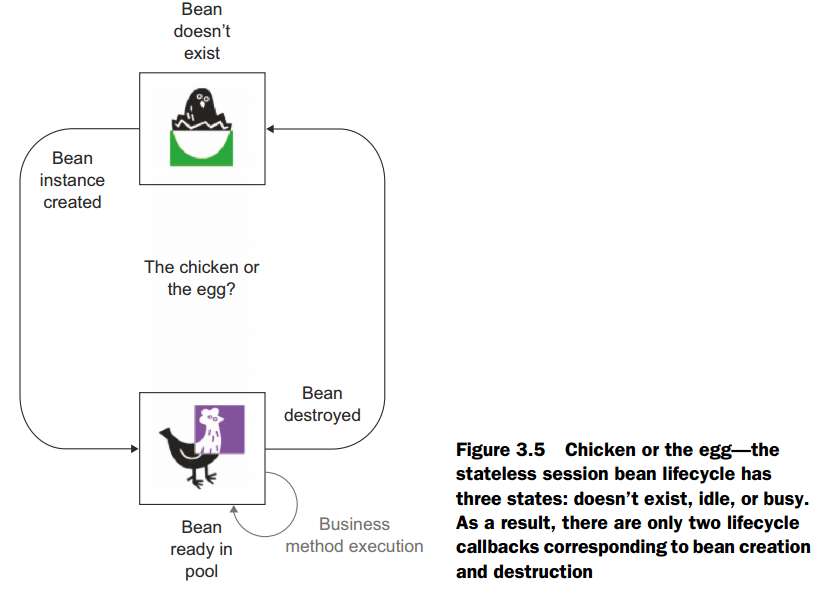 Bean
doesn't
exist
Bean
instance
created
The chicken or
the egg?
Bean
destroyed
Bean
ready in
pool
Business
method execution
Figure 3.5 Chicken or the egg—the
stateless session bean lifecycle has
three states: doesn't exist, idle, or busy.
As a result, there are only two lifecycle
callbacks corresponding to bean creation
and destruction